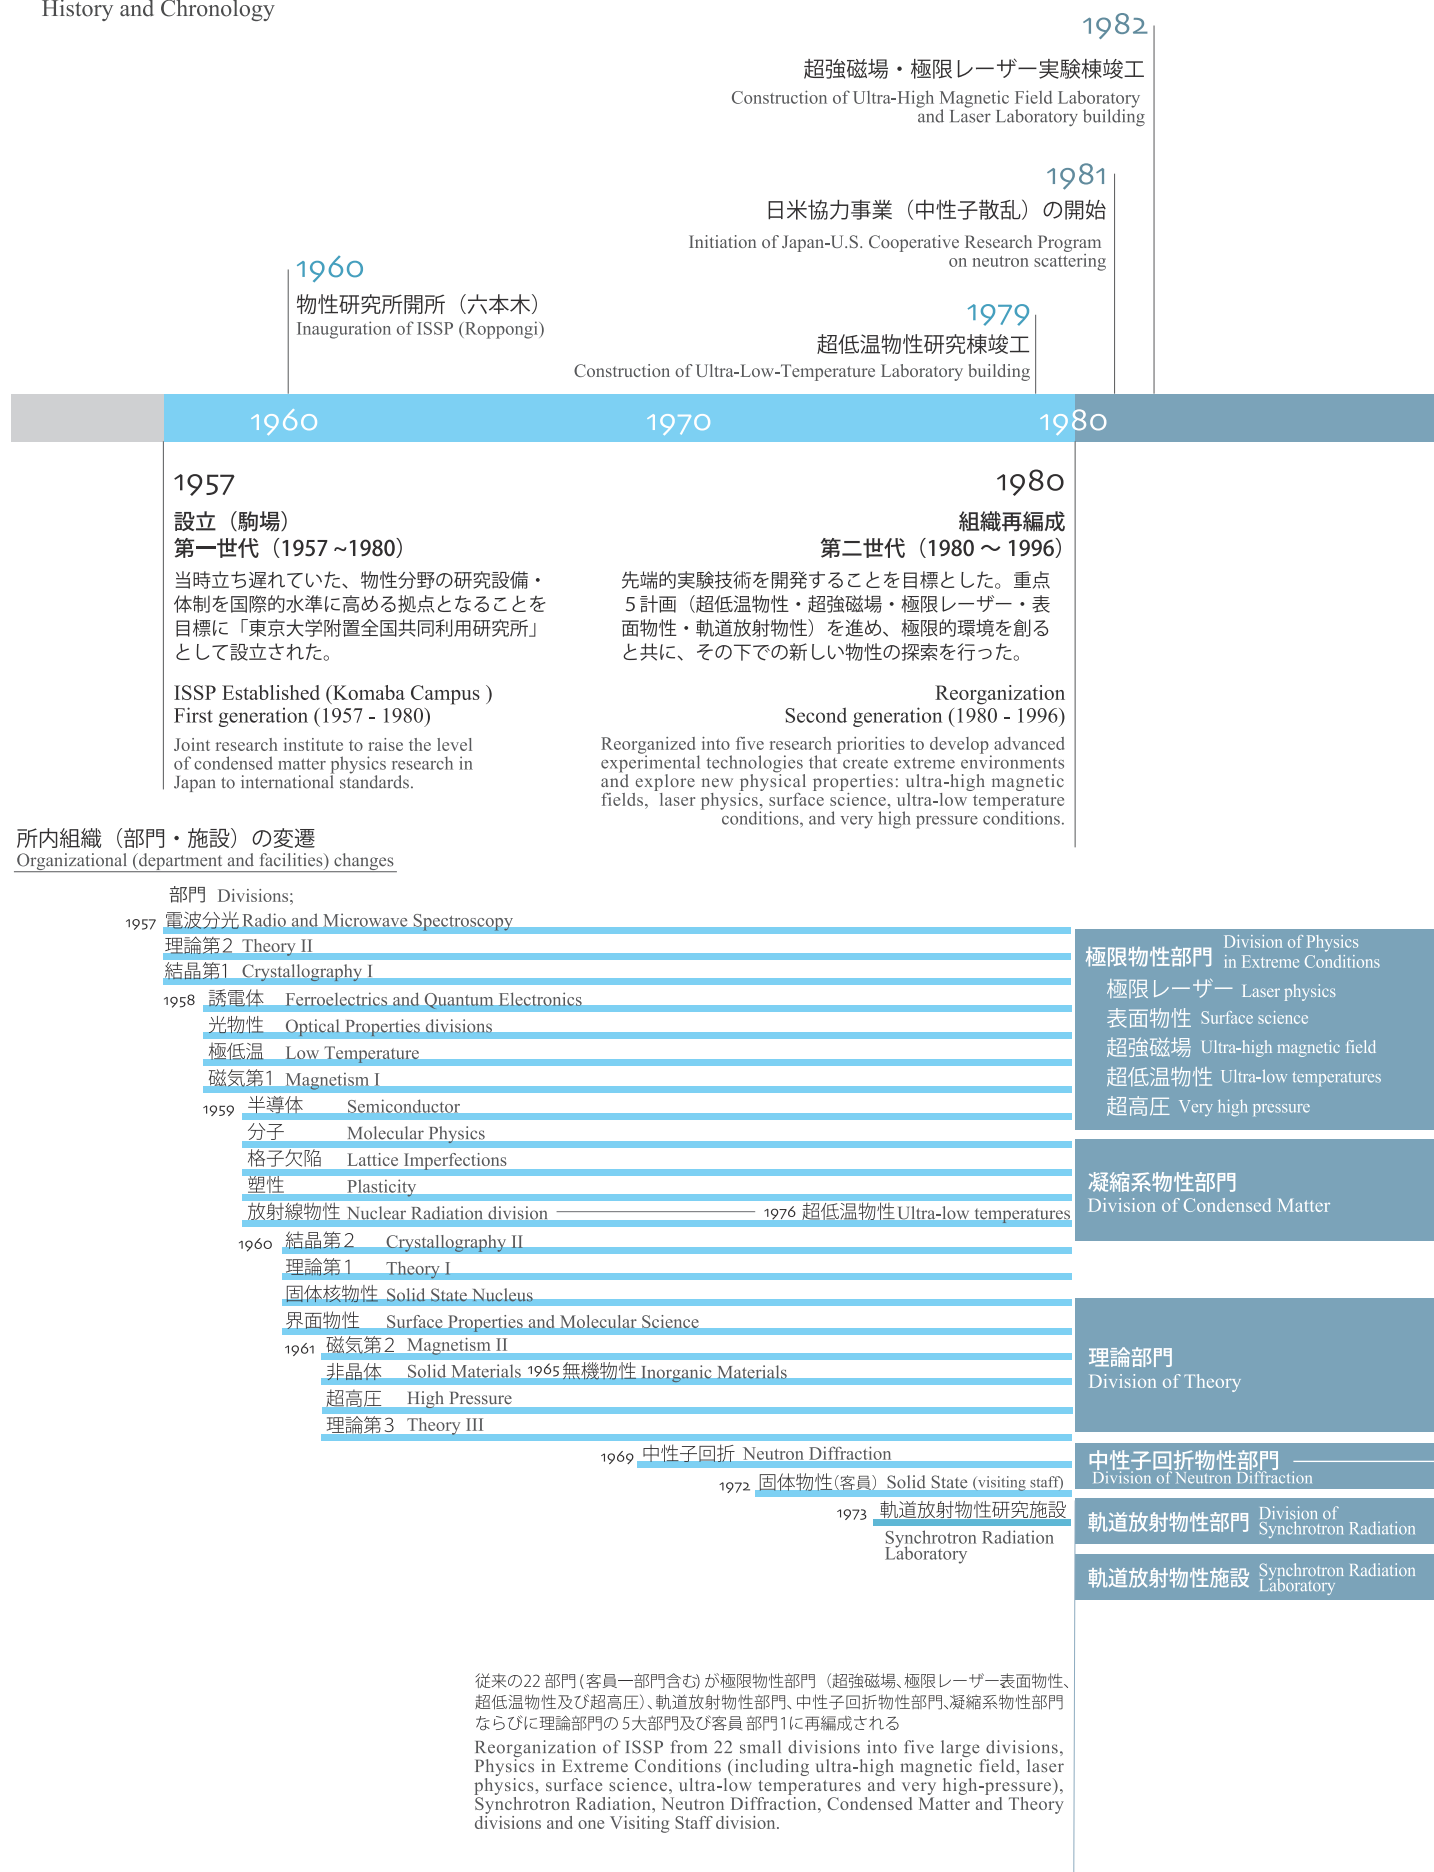 History and Chronology
1982
超強磁場・極限レーザー実験棟竣工
Construction of Ultra-High Magnetic Field Laboratory
and Laser Laboratory building
1981
日米協力事業（中性子散乱）の開始
Initiation of Japan-U.S. Cooperative Research Program
on neutron scattering
1960
物性研究所開所（六本木）
Inauguration of ISSP (Roppongi)
1979
超低温物性研究棟竣工
Construction of Ultra-Low-Temperature Laboratory building
1960 1970 1980
1957
設立（駒場）
第一世代（1957 ~1980）
当時立ち遅れていた、物性分野の研究設備・
体制を国際的水準に高める拠点となることを
目標に「東京大学附置全国共同利用研究所」
として設立された。
ISSP Established (Komaba Campus )
First generation (1957 - 1980)
Joint research institute to raise the level
of condensed matter physics research in
Japan to international standards.
1980
組織再編成
第二世代（1980 〜 1996）
先端的実験技術を開発することを目標とした。重点
５計画（超低温物性・超強磁場・極限レーザー・表
面物性・軌道放射物性）を進め、極限的環境を創る
と共に、その下での新しい物性の探索を行った。
Reorganization
Second generation (1980 - 1996)
Reorganized into five research priorities to develop advanced
experimental technologies that create extreme environments
and explore new physical properties: ultra-high magnetic
fields, laser physics, surface science, ultra-low temperature
conditions, and very high pressure conditions.
所内組織（部門・施設）の変遷
Organizational (department and facilities) changes
部門 Divisions;
1957 電波分光 Radio and Microwave Spectroscopy
理論第２ Theory II
結晶第1 Crystallography I
1958 誘電体 Ferroelectrics and Quantum Electronics
光物性 Optical Properties divisions
極低温 Low Temperature
磁気第1 Magnetism I
1959 半導体 Semiconductor
分子 Molecular Physics
格子欠陥 Lattice Imperfections
塑性 Plasticity
放射線物性 Nuclear Radiation division 1976 超低温物性 Ultra-low temperatures
1960 結晶第２ Crystallography II
理論第１ Theory I
固体核物性 Solid State Nucleus
界面物性 Surface Properties and Molecular Science
1961 磁気第２ Magnetism II
非晶体 Solid Materials 1965 無機物性 Inorganic Materials
超高圧 High Pressure
理論第３ Theory III
1969 中性子回折 Neutron Diffraction
1972 固体物性（客員）Solid State (visiting staff)
1973 軌道放射物性研究施設
Synchrotron Radiation
Laboratory
極限物性部門 Division of Physics
in Extreme Conditions
極限レーザー Laser physics
表面物性 Surface science
超強磁場 Ultra-high magnetic field
超低温物性 Ultra-low temperatures
超高圧 Very high pressure
凝縮系物性部門
Division of Condensed Matter
理論部門
Division of Theory
中性子回折物性部門
Division of Neutron Diffraction
軌道放射物性部門 Division of
Synchrotron Radiation
軌道放射物性施設 Synchrotron Radiation
Laboratory
従来の22 部門 (客員一部門含む) が極限物性部門（超強磁場、極限レーザー表面物性、
超低温物性及び超高圧）、軌道放射物性部門、中性子回折物性部門、凝縮系物性部門
ならびに理論部門の 5大部門及び客員 部門1に再編成される
Reorganization of ISSP from 22 small divisions into five large divisions,
Physics in Extreme Conditions (including ultra-high magnetic field, laser
physics, surface science, ultra-low temperatures and very high-pressure),
Synchrotron Radiation, Neutron Diffraction, Condensed Matter and Theory
divisions and one Visiting Staff division.